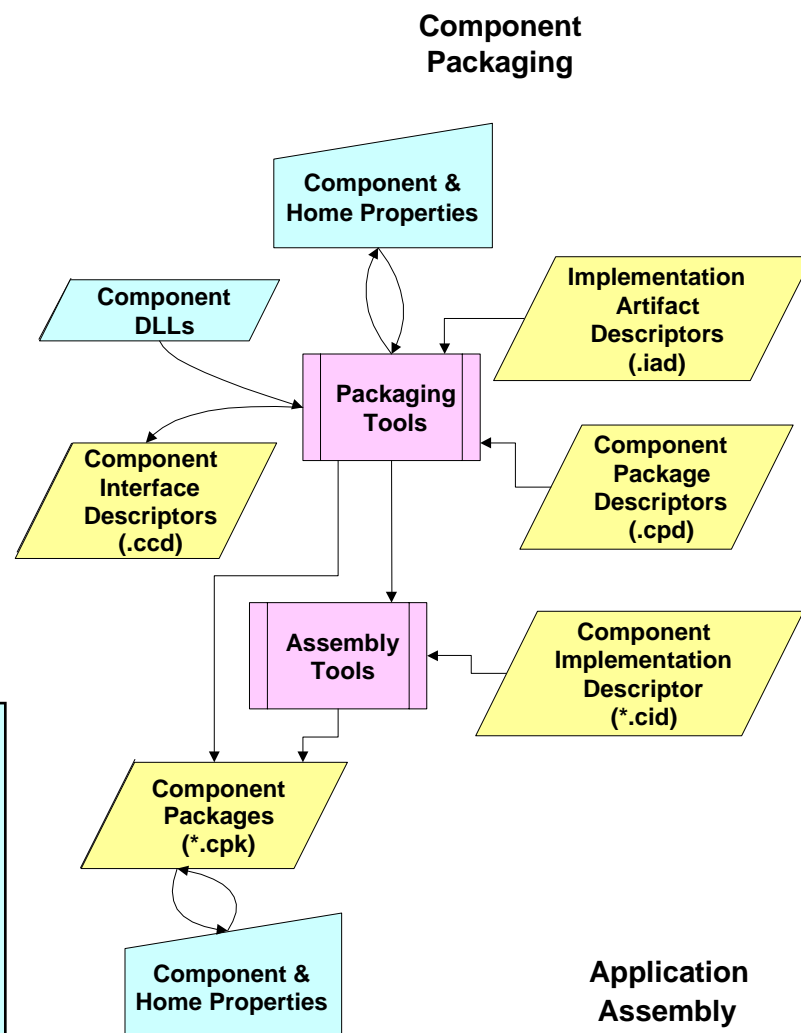 Component
Packaging
Component &
Home Properties
Implementation
Artifact
Descriptors
(.iad)
Component
DLLs
Packaging
Tools
Component
Interface
Descriptors
(.ccd)
Component
Package
Descriptors
(.cpd)
Assembly
Tools
Component
Implementation
Descriptor
(*.cid)
Component
Packages
(*.cpk)
Component &
Home Properties
Application
Assembly